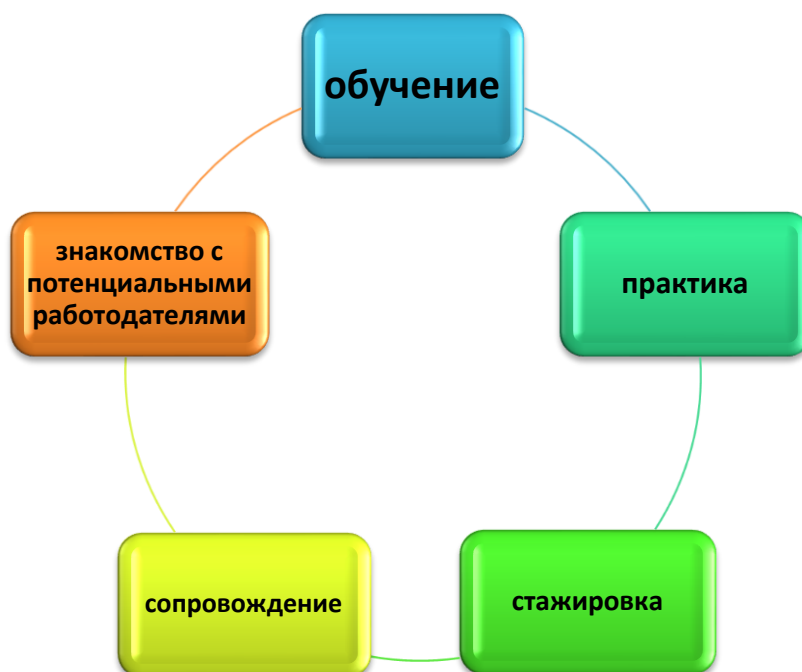 обучение
практика
стажировка
сопровождение
знакомство с
потенциальными
работодателями